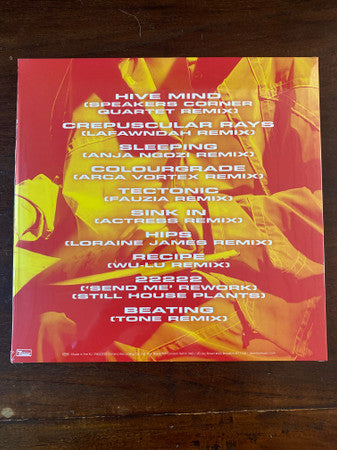 HIVE MIND
(SPEAKERS CORNER
QUARTET REMIX)
CREPUSCULAR RAYS
(LAFAWNDAH REMIX)
SLEEPING
(ANJA NGOZI REMIX)
COLOURGRADE
(ARCA VORTEX REMIX)
TECTONIC
(FAUZIA REMIX)
SINK IN
(ACTRESS REMIX)
HIPS
(LORAINE JAMES REMIX)
RECIPE
(WU-LU REMIX)
22222
('SEND ME' REWORK)
(STILL HOUSE PLANTS)
BEATING
(TONE REMIX)